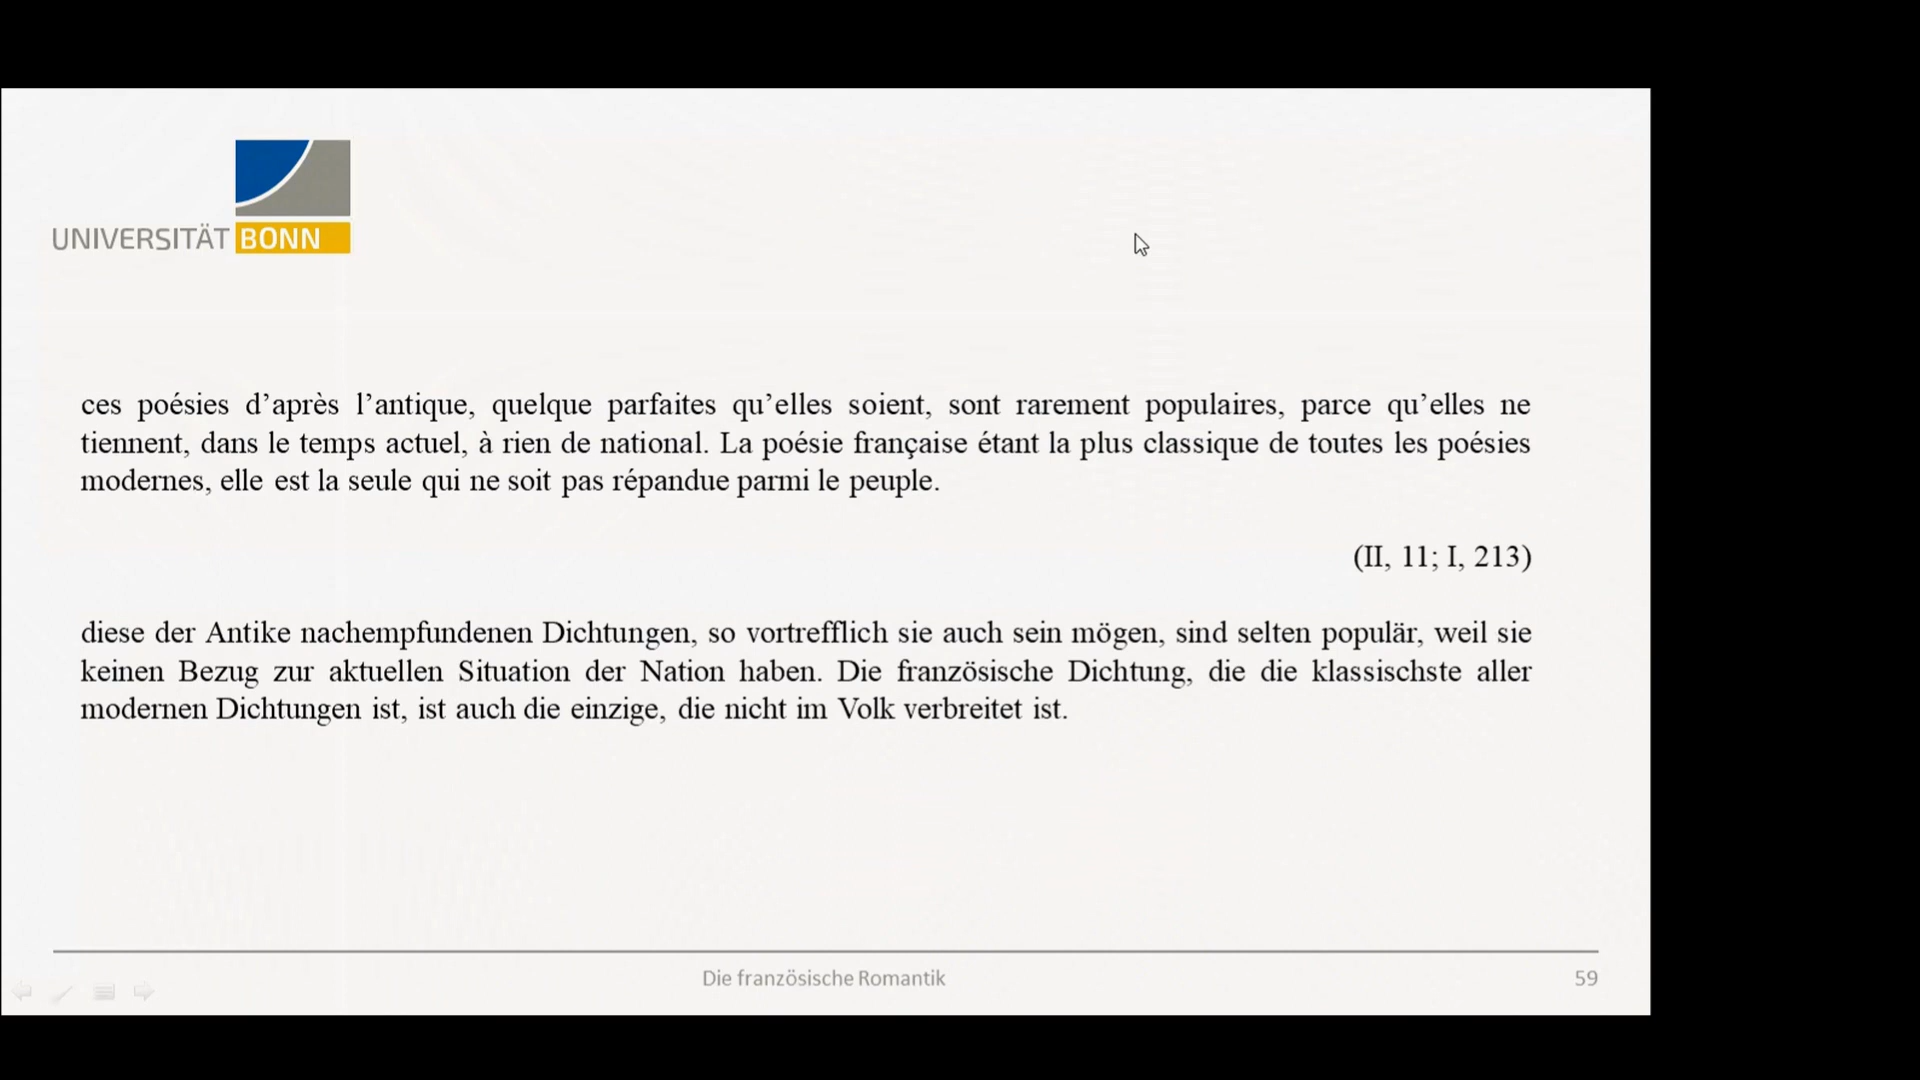 UNIVERSITÄT BONN
ces poésies d’après l’antique, quelque parfaites qu’elles soient, sont rarement populaires, parce qu’elles ne
tiennent, dans le temps actuel, à rien de national. La poésie française étant la plus classique de toutes les poésies
modernes, elle est la seule qui ne soit pas répandue parmi le peuple.
(II, 11; I, 213)
diese der Antike nachempfundenen Dichtungen, so vortrefflich sie auch sein mögen, sind selten populär, weil sie
keinen Bezug zur aktuellen Situation der Nation haben. Die französische Dichtung, die die klassischste aller
modernen Dichtungen ist, ist auch die einzige, die nicht im Volk verbreitet ist.
Die französische Romantik
59